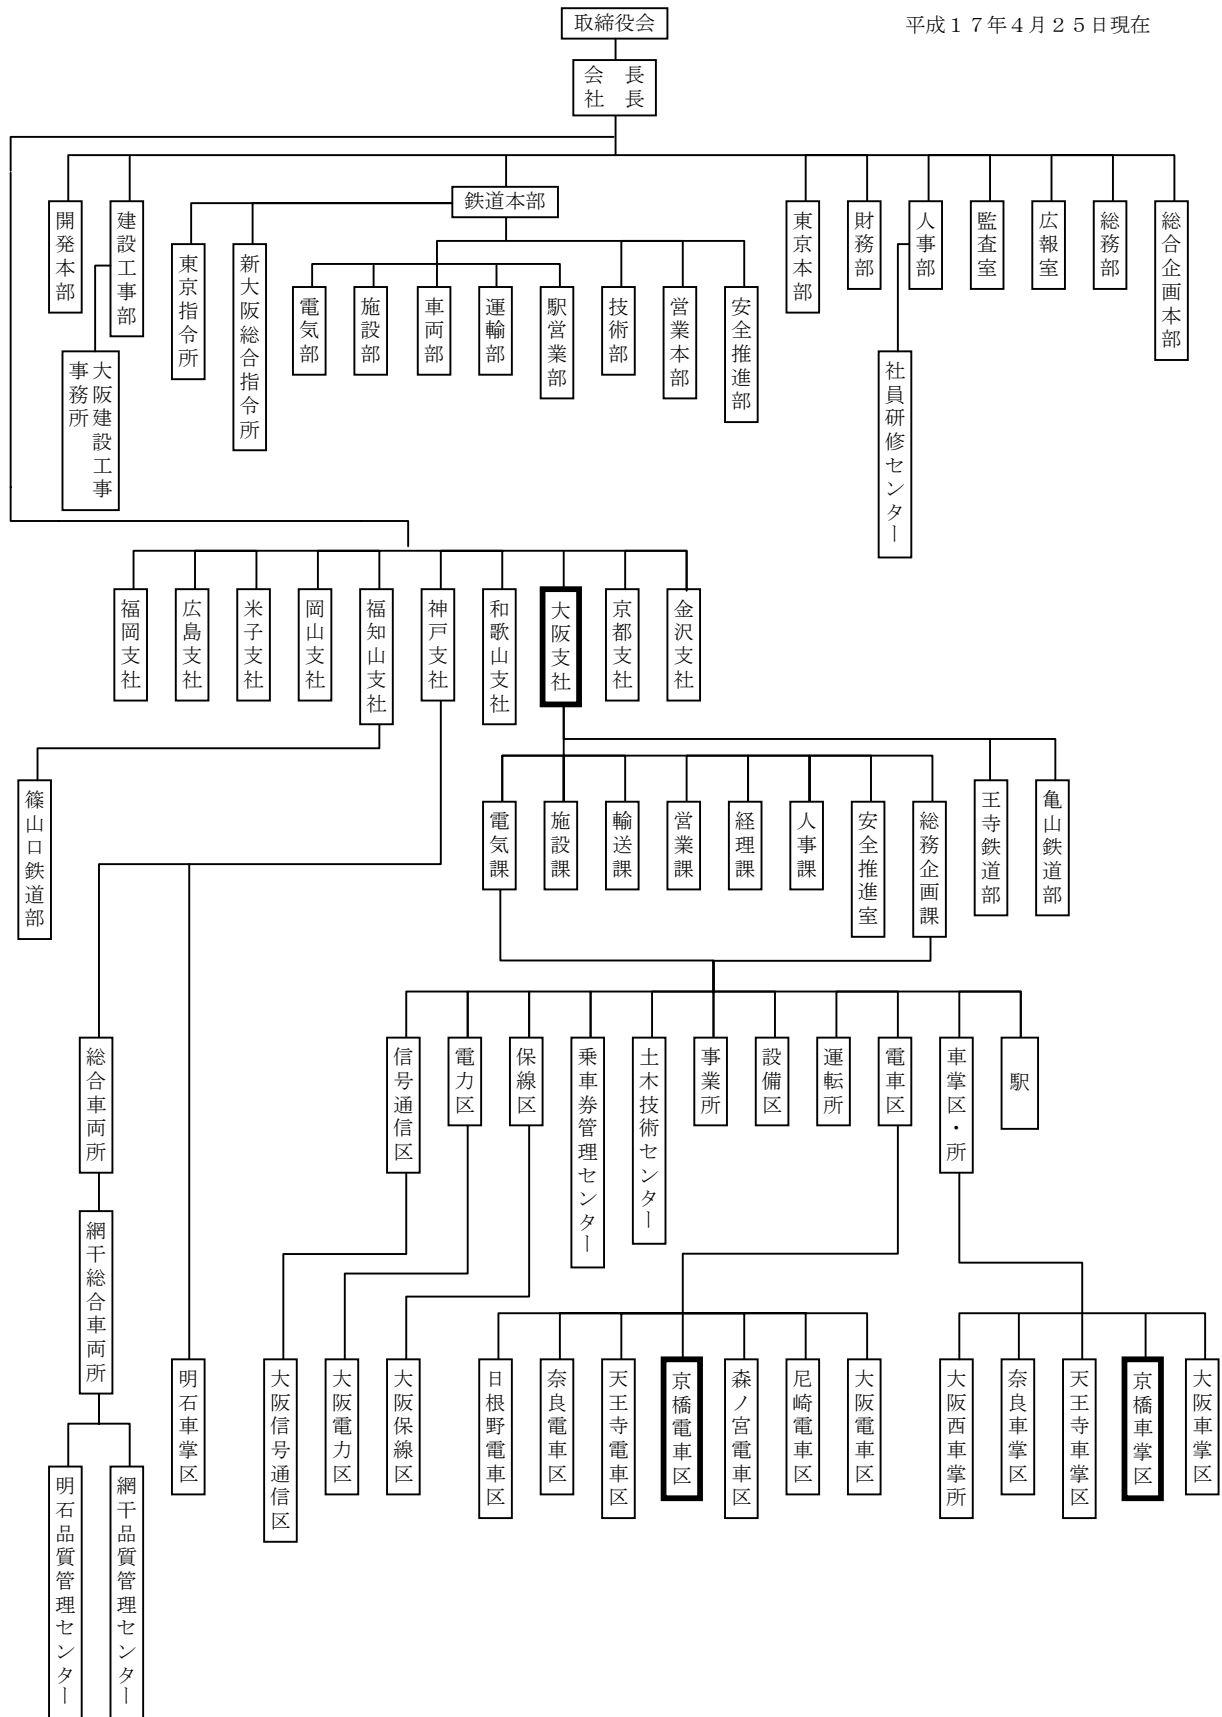 平成１７年４月２５日現在
取締役会
会　長
社　長
開発本部
建設工事部
鉄道本部
東京本部
財務部
人事部
監査室
広報室
総務部
総合企画本部
東京指令所
新大阪総合指令所
電気部
施設部
車両部
運輸部
駅営業部
技術部
営業本部
安全推進部
大阪建設工事
事務所
社員研修センター
福岡支社
広島支社
米子支社
岡山支社
福知山支社
神戸支社
和歌山支社
大阪支社
京都支社
金沢支社
篠山口鉄道部
電気課
施設課
輸送課
営業課
経理課
人事課
安全推進室
総務企画課
王寺鉄道部
亀山鉄道部
総合車両所
信号通信区
電力区
保線区
乗車券管理センター
土木技術センター
事業所
設備区
運転所
電車区
車掌区・所
駅
網干総合車両所
明石車掌区
大阪信号通信区
大阪電力区
大阪保線区
日根野電車区
奈良電車区
天王寺電車区
京橋電車区
森ノ宮電車区
尼崎電車区
大阪電車区
大阪西車掌所
奈良車掌区
天王寺車掌区
京橋車掌区
大阪車掌区
明石品質管理センター
網干品質管理センター